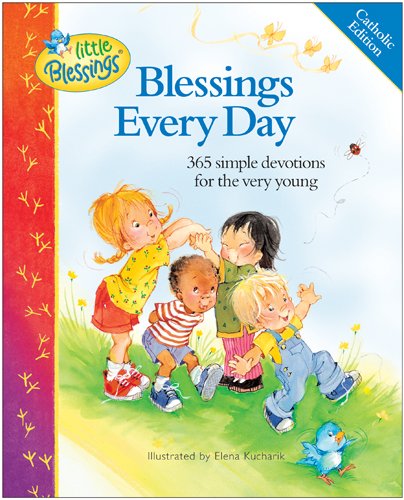 little
Blessings®
Catholic
Edition
Blessings
Every Day
365 simple devotions
for the very young
Illustrated by Elena Kucharik